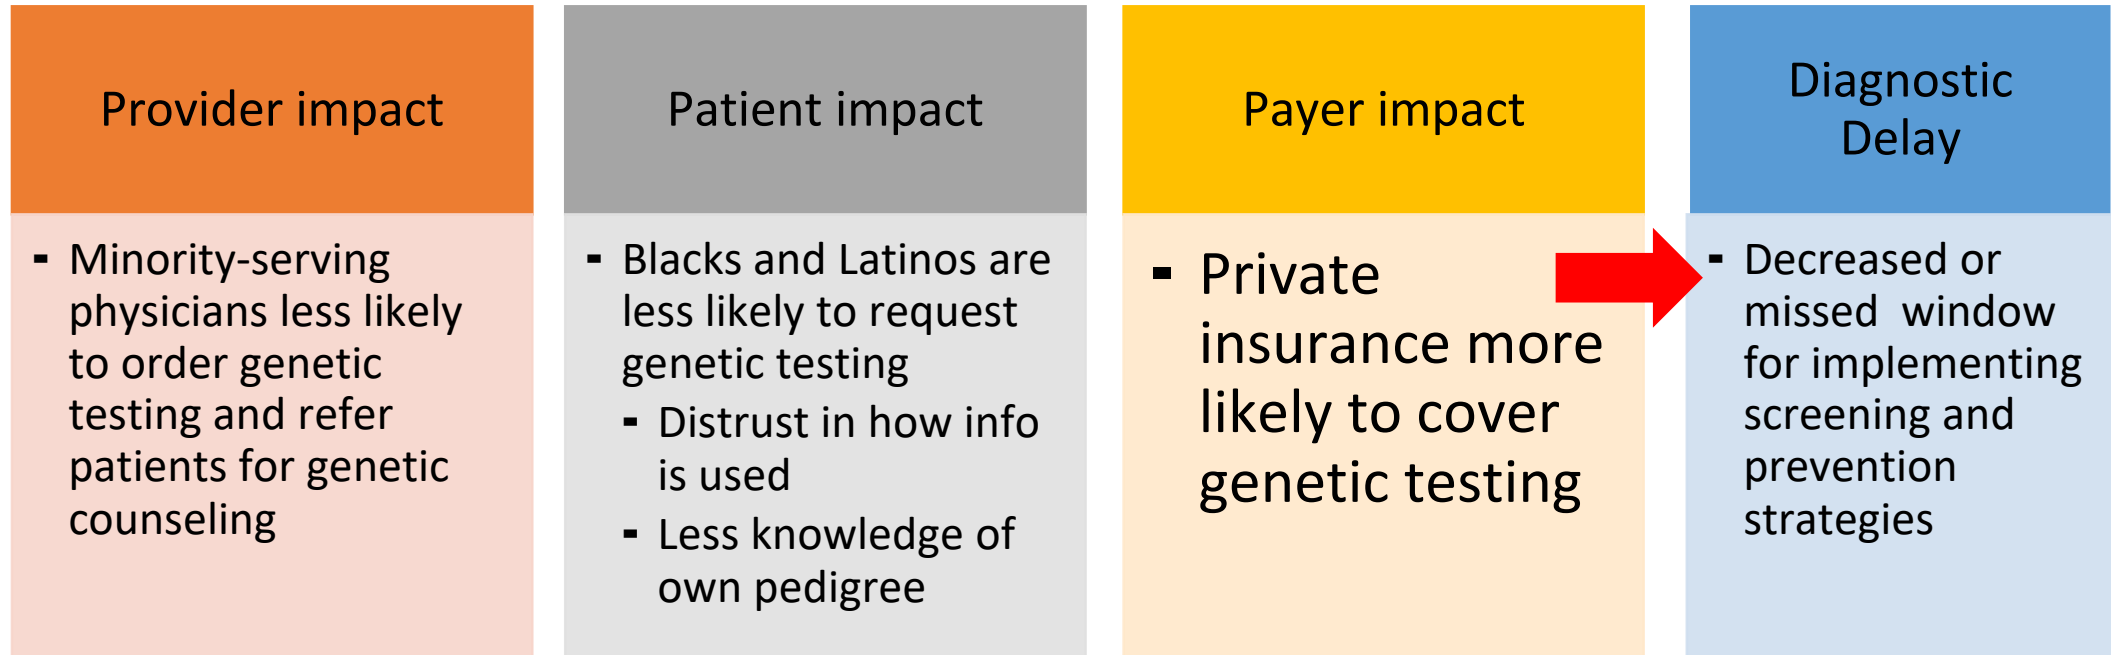 Provider impact
- Minority-serving
physicians less likely
to order genetic
testing and refer
patients for genetic
counseling
Patient impact
- Blacks and Latinos are
less likely to request
genetic testing
- Distrust in how info
is used
- Less knowledge of
own pedigree
Payer impact
- Private
insurance more
likely to cover
genetic testing
Diagnostic
Delay
- Decreased or
missed  window
for implementing
screening and
prevention
strategies